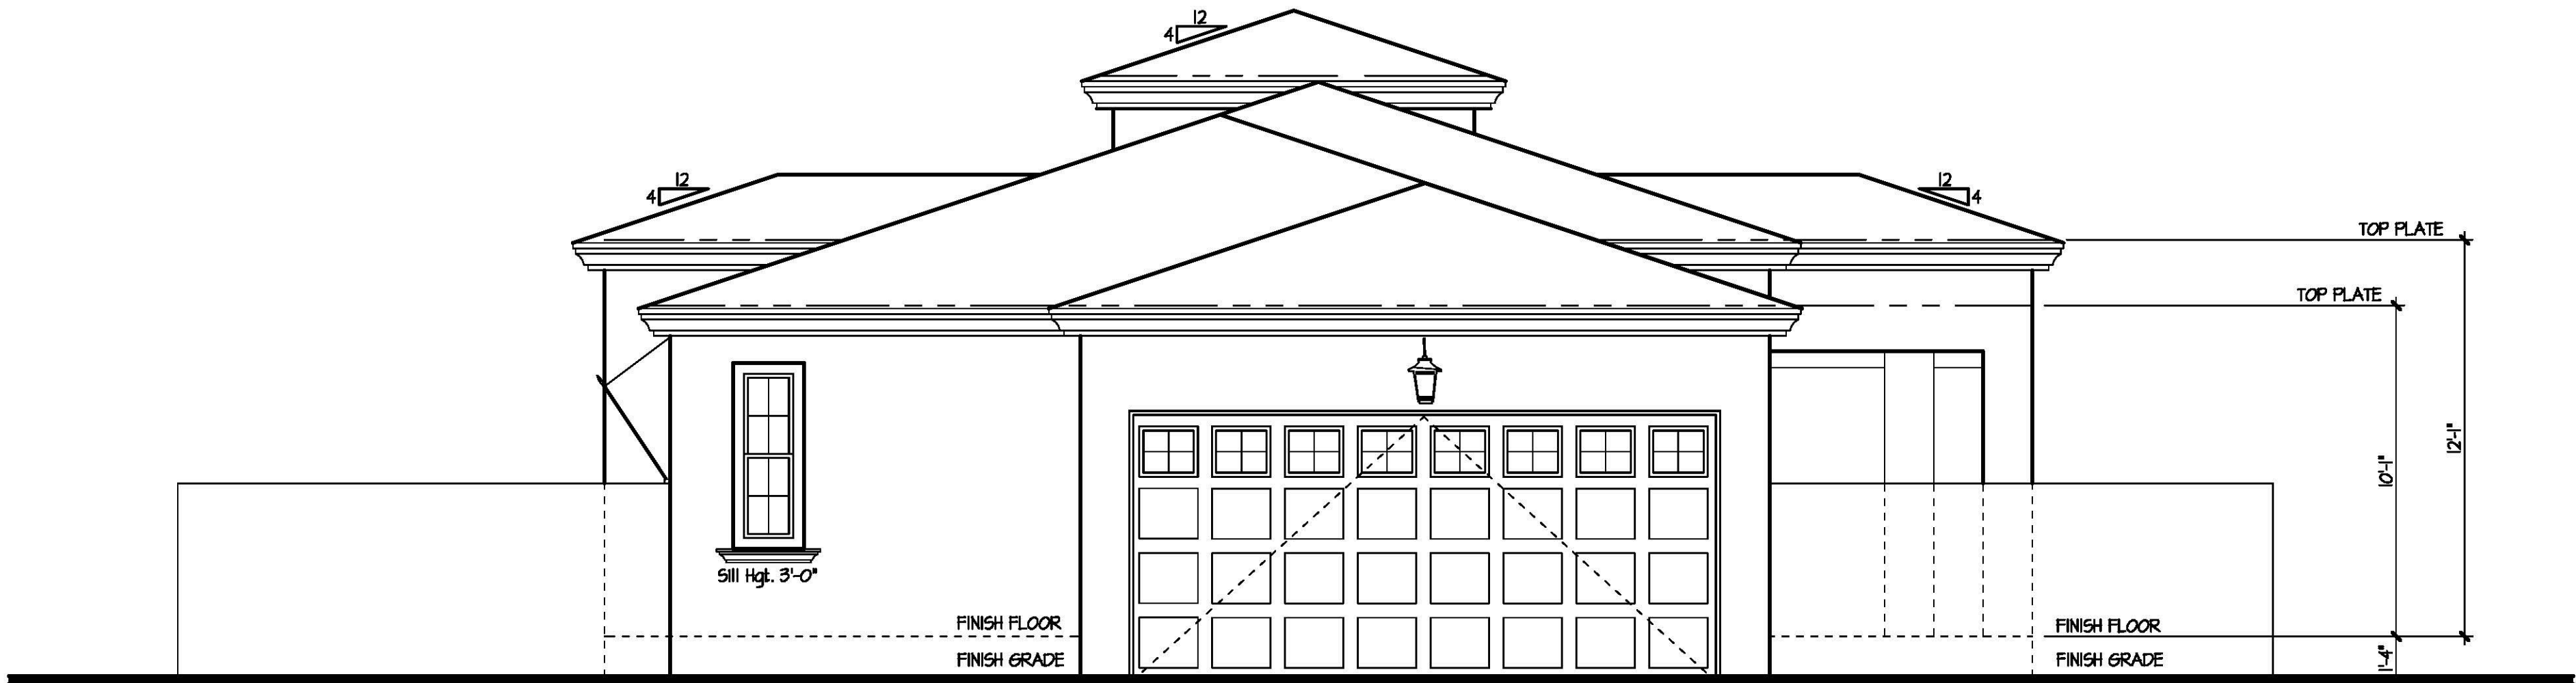 12
4
12
4
12
4
TOP PLATE
TOP PLATE
12'-1"
10'-1"
Sill Hgt. 3'-0"
FINISH FLOOR
FINISH FLOOR
FINISH GRADE
FINISH GRADE
1'-4"